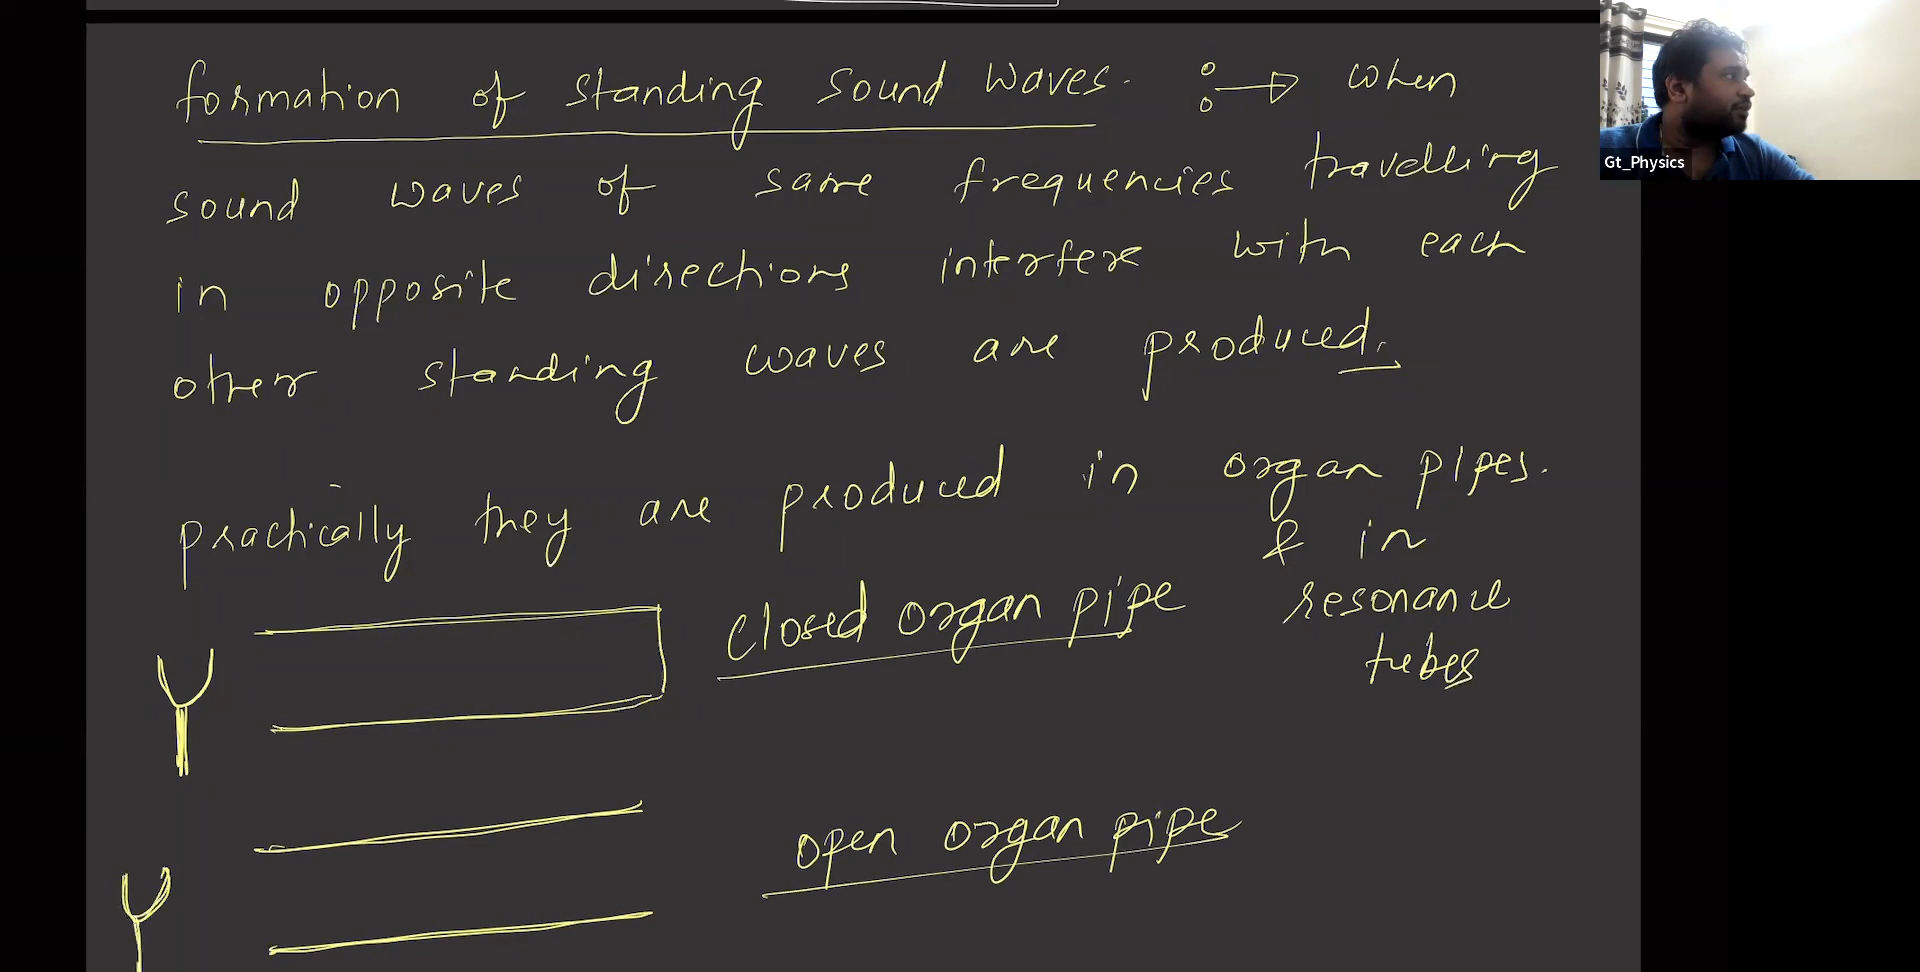 formation of standing sound waves. when
sound waves of same frequencies travelling
in opposite directions interfere with each
other standing waves are produced.
practically they are produced in organ pipes.
& in
resonance
tubes
closed organ pipe
open organ pipe
Gt_Physics